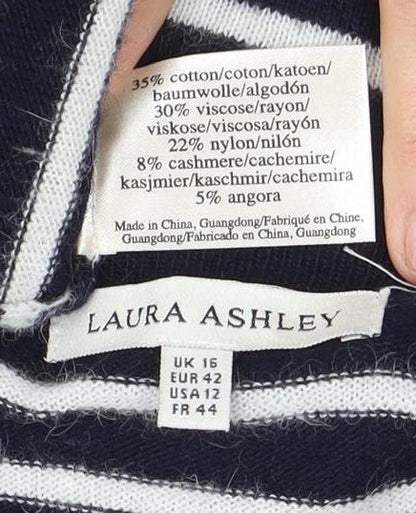 35% cotton/coton/katoen/
baumwolle/algodón
30% viscose/rayon/
viskose/viscosa/rayón
22% nylon/nilón
8% cashmere/cachemire/
kasjmier/kaschmir/cachemira
5% angora
Made in China, Guangdong/Fabriqué en Chine.
Guangdong/Fabricado en China, Guangdong
LAURA ASHLEY
UK 16
EUR 42
USA 12
FR 44